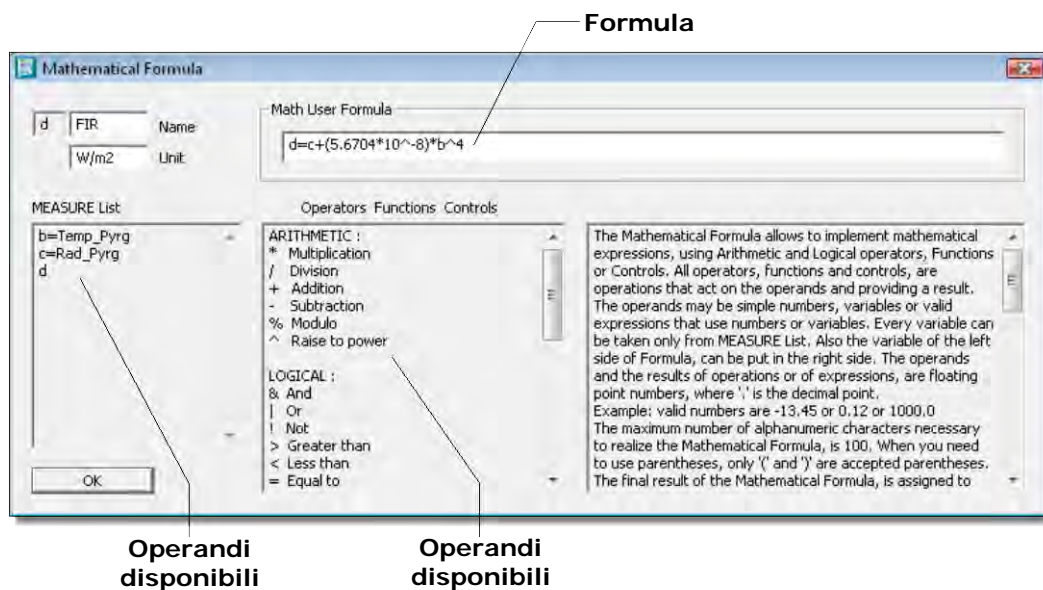 Formula
Mathematical Formula
d FIR Name
W/m2 Unit
Math User Formula
d=c+(5.6704*10^-8)*b^4
MEASURE List
b=Temp_Pyrg
c=Rad_Pyrg
d
OK
Operators Functions Controls
ARITHMETIC :
* Multiplication
/ Division
+ Addition
- Subtraction
% Modulo
^ Raise to power
LOGICAL :
& And
| Or
! Not
> Greater than
< Less than
= Equal to
The Mathematical Formula allows to implement mathematical
expressions, using Arithmetic and Logical operators, Functions
or Controls. All operators, functions and controls, are
operations that act on the operands and providing a result.
The operands may be simple numbers, variables or valid
expressions that use numbers or variables. Every variable can
be taken only from MEASURE List. Also the variable of the left
side of Formula, can be put in the right side. The operands
and the results of operations or of expressions, are floating
point numbers, where '.' is the decimal point.
Example: valid numbers are -13.45 or 0.12 or 1000.0
The maximum number of alphanumeric characters necessary
to realize the Mathematical Formula, is 100. When you need
to use parentheses, only '(' and ')' are accepted parentheses.
The final result of the Mathematical Formula, is assigned to
Operandi
disponibili
Operandi
disponibili